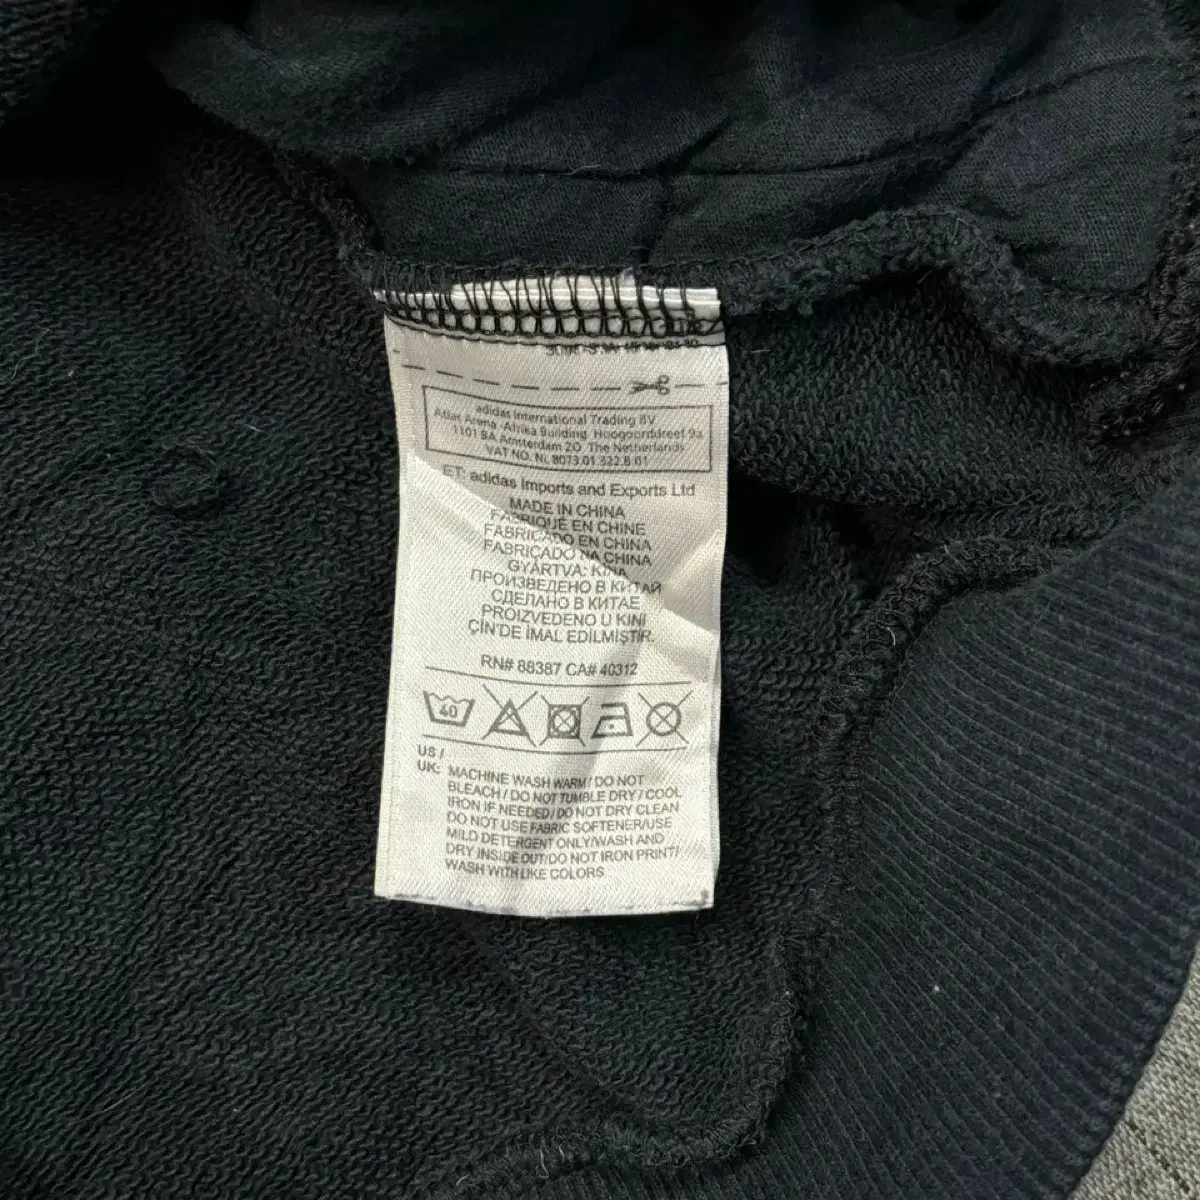 adidas International Trading BV
Atlas Arena -Afrika Building Hoogoorddreef 9a
1101 BA Amsterdam ZO The Netherlands
VAT NO. NL 8073.01.322.B.01
ET: adidas Imports and Exports Ltd
MADE IN CHINA
FABRIQUÉ EN CHINE
FABRICADO EN CHINA
FABRICADO NA CHINA
GYÁRTVA: KÍNA
ПРОИЗВЕДЕНО В КИТАЙ
СДЕЛАНО В КИТАЕ
PROIZVEDENO U KINI
ÇİN'DE İMAL EDİLMİŞTİR.
RN# 88387 CA# 40312
40
US /
UK: MACHINE WASH WARM / DO NOT
BLEACH / DO NOT TUMBLE DRY / COOL
IRON IF NEEDED/DO NOT DRY CLEAN
DO NOT USE FABRIC SOFTENER/USE
MILD DETERGENT ONLY/WASH AND
DRY INSIDE OUT/DO NOT IRON PRINT/
WASH WITH LIKE COLORS